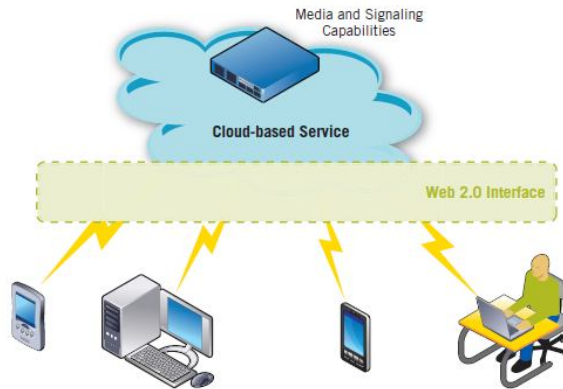 Media and Signaling
Capabilities
Cloud-based Service
Web 2.0 Interface